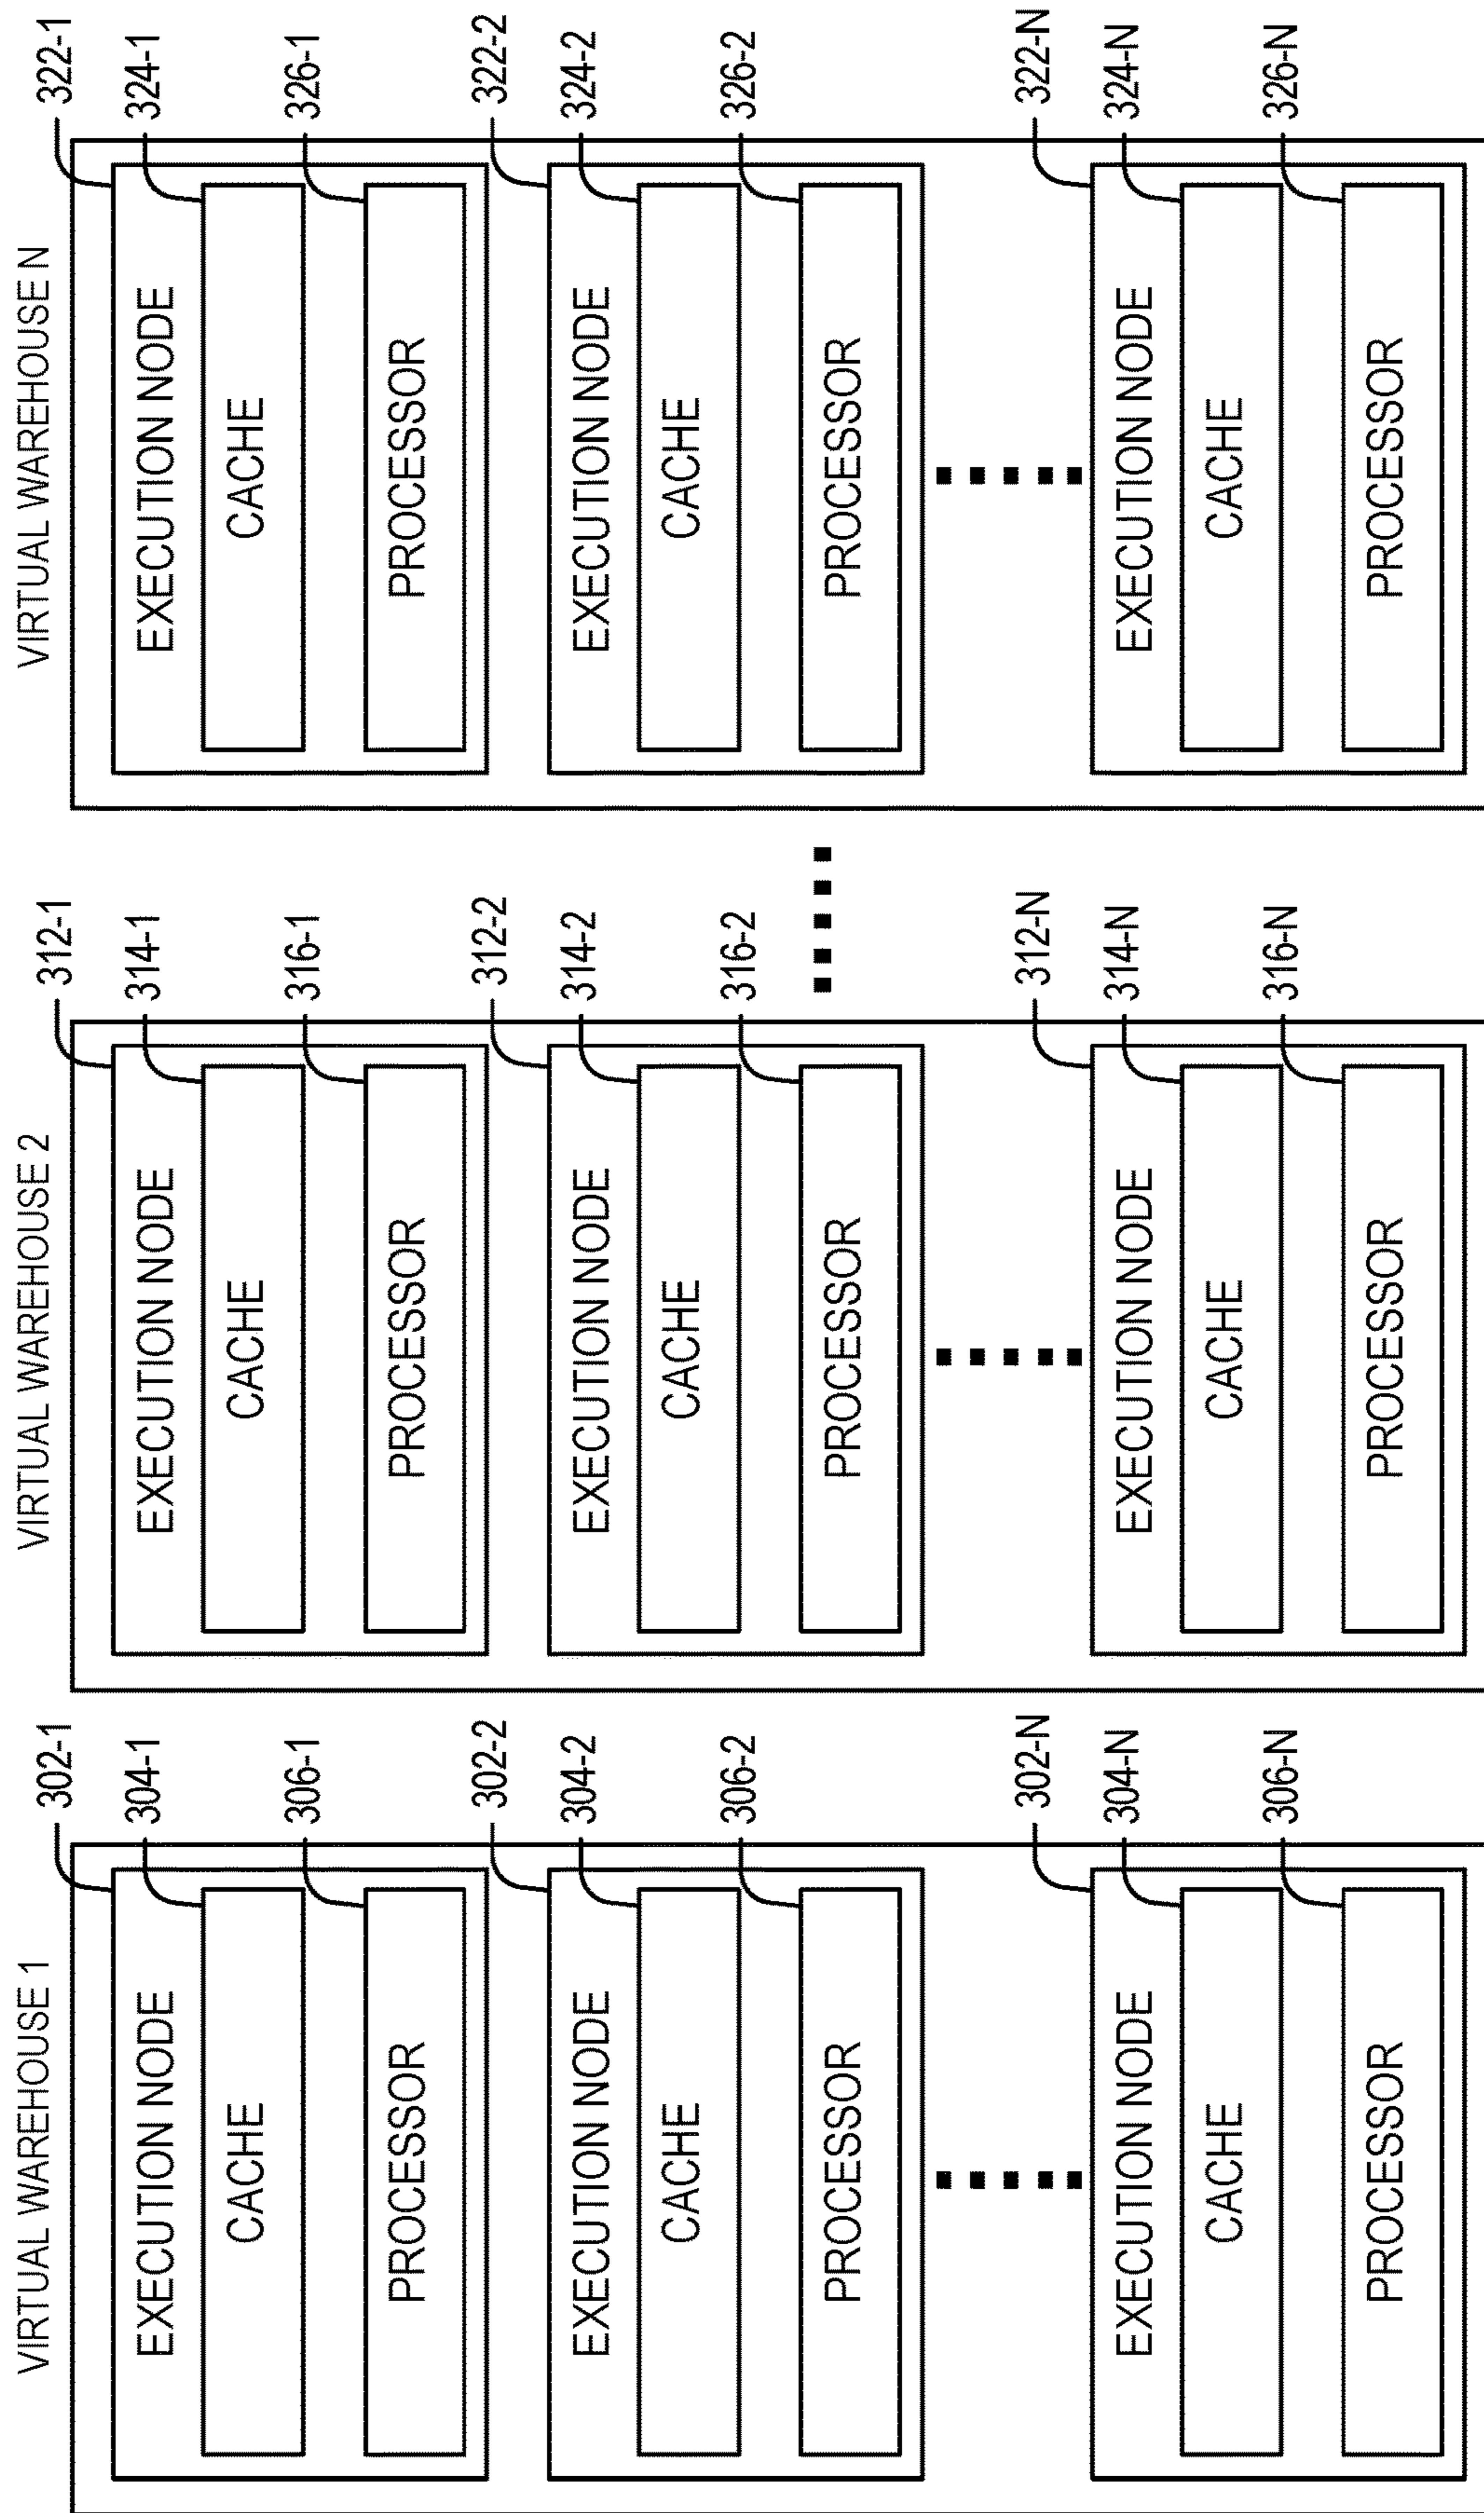 VIRTUAL WAREHOUSE 1
302-1
EXECUTION NODE
304-1
CACHE
306-1
PROCESSOR
302-2
EXECUTION NODE
304-2
CACHE
306-2
PROCESSOR
302-N
EXECUTION NODE
304-N
CACHE
306-N
PROCESSOR
VIRTUAL WAREHOUSE 2
312-1
EXECUTION NODE
314-1
CACHE
316-1
PROCESSOR
312-2
EXECUTION NODE
314-2
CACHE
316-2
PROCESSOR
312-N
EXECUTION NODE
314-N
CACHE
316-N
PROCESSOR
VIRTUAL WAREHOUSE N
322-1
EXECUTION NODE
324-1
CACHE
326-1
PROCESSOR
322-2
EXECUTION NODE
324-2
CACHE
326-2
PROCESSOR
322-N
EXECUTION NODE
324-N
CACHE
326-N
PROCESSOR